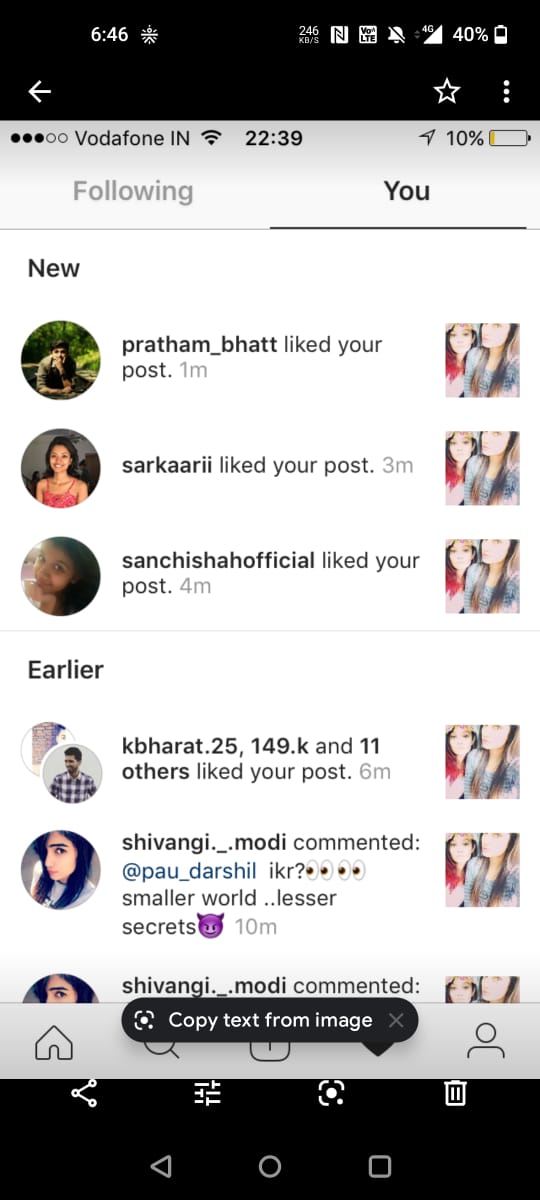 6:46 246 KB/S VoD LTE 4G 40%
Vodafone IN 22:39 10%
Following You
New
pratham_bhatt liked your
post. 1m
sarkaarii liked your post. 3m
sanchishahofficial liked your
post. 4m
Earlier
kbharat.25, 149.k and 11
others liked your post. 6m
shivangi._.modi commented:
@pau_darshil ikr?👀👀
smaller world ..lesser
secrets😈 10m
shivangi._.modi commented:
Copy text from image